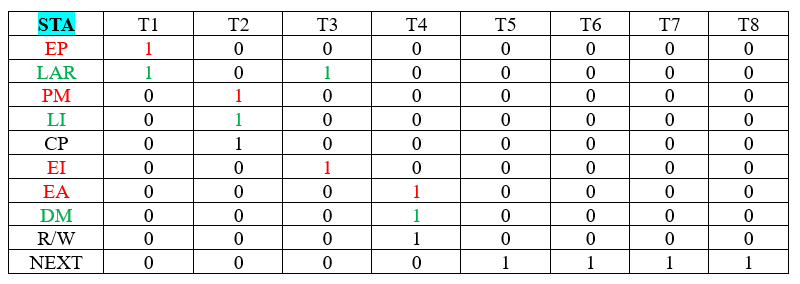 STA T1 T2 T3 T4 T5 T6 T7 T8
EP 1 0 0 0 0 0 0 0
LAR 1 0 1 0 0 0 0 0
PM 0 1 0 0 0 0 0 0
LI 0 1 0 0 0 0 0 0
CP 0 1 0 0 0 0 0 0
EI 0 0 1 0 0 0 0 0
EA 0 0 0 1 0 0 0 0
DM 0 0 0 1 0 0 0 0
R/W 0 0 0 1 0 0 0 0
NEXT 0 0 0 0 1 1 1 1